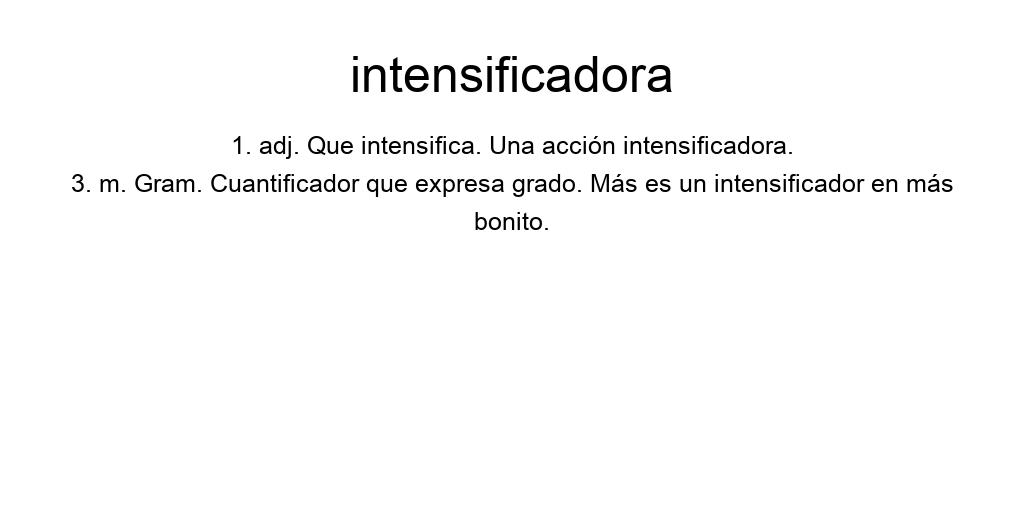 intensificadora
1. adj. Que intensifica. Una acción intensificadora.
3. m. Gram. Cuantificador que expresa grado. Más es un intensificador en más
bonito.